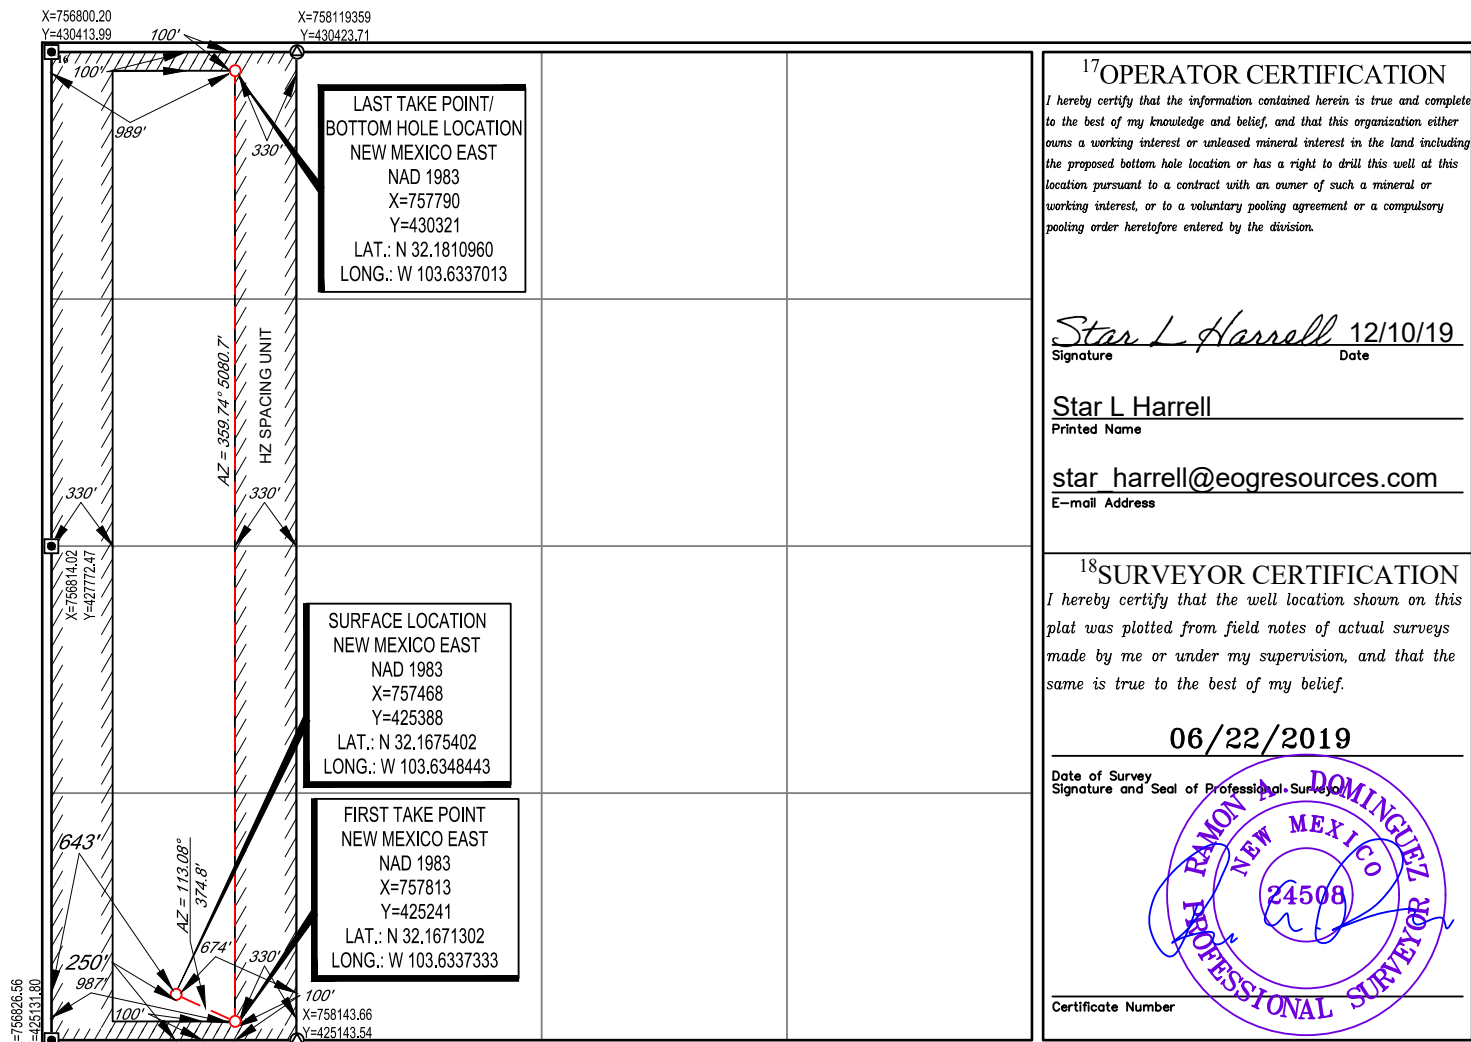 X=756800.20
Y=430413.99
X=758119359
Y=430423.71
100'
16
100'
989'
330'
LAST TAKE POINT/
BOTTOM HOLE LOCATION
NEW MEXICO EAST
NAD 1983
X=757790
Y=430321
LAT.: N 32.1810960
LONG.: W 103.6337013
AZ = 359.74° 5080.7'
HZ SPACING UNIT
330'
330'
X=756814.02
Y=427772.47
SURFACE LOCATION
NEW MEXICO EAST
NAD 1983
X=757468
Y=425388
LAT.: N 32.1675402
LONG.: W 103.6348443
FIRST TAKE POINT
NEW MEXICO EAST
NAD 1983
X=757813
Y=425241
LAT.: N 32.1671302
LONG.: W 103.6337333
643'
AZ = 113.08°
374.8'
674'
330'
250'
987'
100'
100'
X=758143.66
Y=425143.54
=756826.56
=425131.80
17 OPERATOR CERTIFICATION
I hereby certify that the information contained herein is true and complete
to the best of my knowledge and belief, and that this organization either
owns a working interest or unleased mineral interest in the land including
the proposed bottom hole location or has a right to drill this well at this
location pursuant to a contract with an owner of such a mineral or
working interest, or to a voluntary pooling agreement or a compulsory
pooling order heretofore entered by the division.
Star L Harrell 12/10/19
Signature Date
Star L Harrell
Printed Name
star_harrell@eogresources.com
E-mail Address
18 SURVEYOR CERTIFICATION
I hereby certify that the well location shown on this
plat was plotted from field notes of actual surveys
made by me or under my supervision, and that the
same is true to the best of my belief.
06/22/2019
Date of Survey
Signature and Seal of Professional Surveyor
RAMON A. DOMINGUEZ
NEW MEXICO
24508
PROFESSIONAL SURVEYOR
Certificate Number